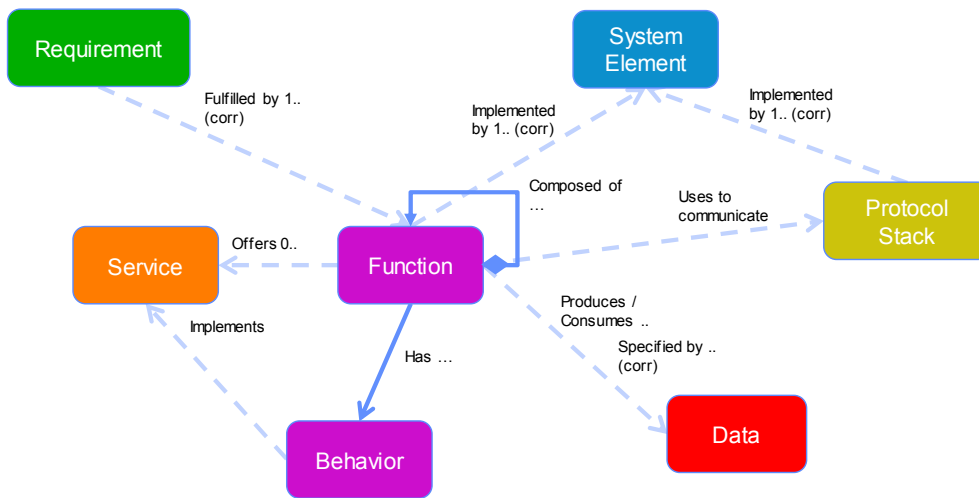 Requirement
System
Element
Fulfilled by 1..
(corr)
Implemented
by 1.. (corr)
Implemented
by 1.. (corr)
Composed of
…
Uses to
communicate
Protocol
Stack
Offers 0..
Service
Function
Implements
Produces /
Consumes ..
Specified by ..
(corr)
Has …
Data
Behavior